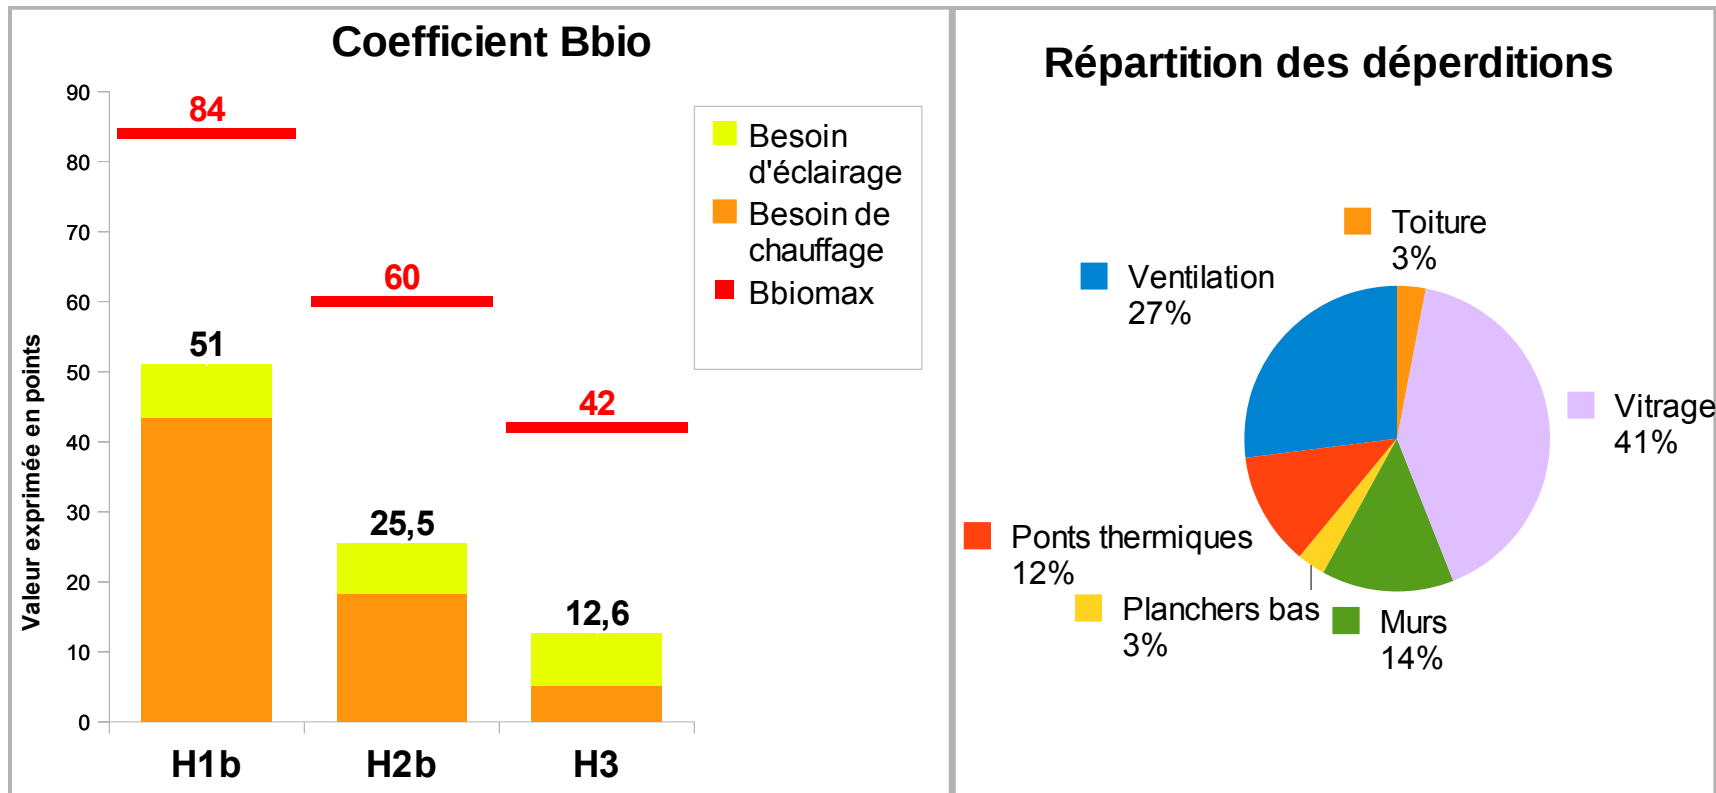 Coefficient Bbio
Valeur exprimée en points
90
80
70
60
50
40
30
20
10
0
84
51
60
25,5
42
12,6
H1b
H2b
H3
Besoin
d'éclairage
Besoin de
chauffage
Bbiomax
Répartition des déperditions
Toiture
3%
Ventilation
27%
Vitrage
41%
Ponts thermiques
12%
Planchers bas
3%
Murs
14%